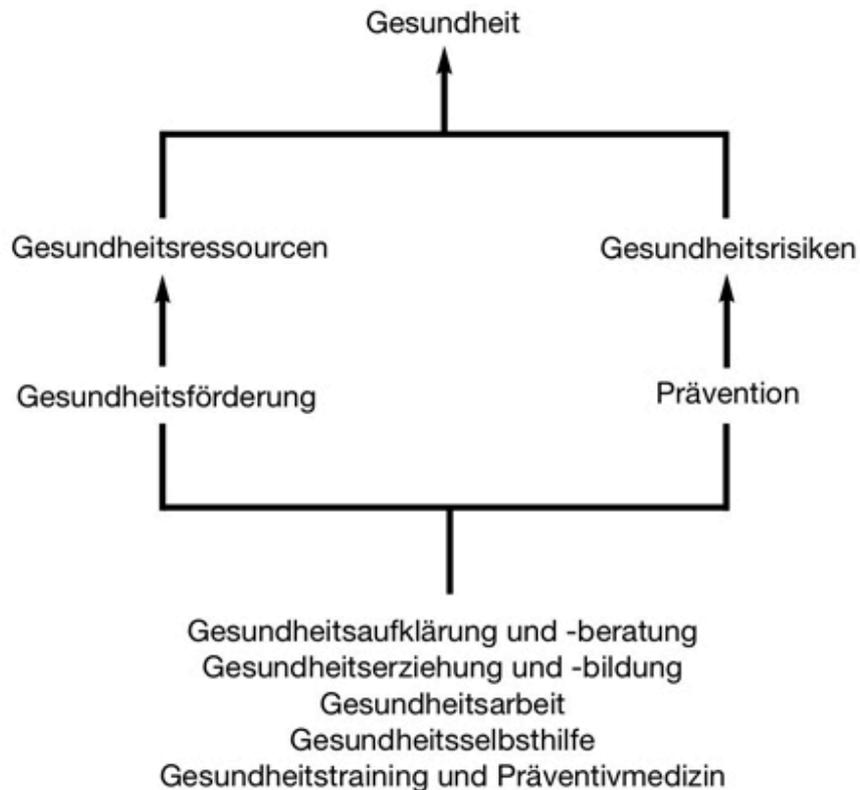 Gesundheit
Gesundheitsressourcen
Gesundheitsrisiken
Gesundheitsförderung
Prävention
Gesundheitsaufklärung und -beratung
Gesundheitserziehung und -bildung
Gesundheitsarbeit
Gesundheitsselbsthilfe
Gesundheitstraining und Präventivmedizin